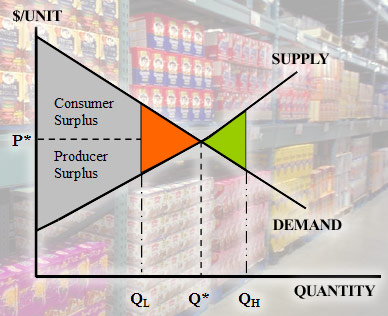 $/UNIT
SUPPLY
Consumer
Surplus
P*
Producer
Surplus
DEMAND
QUANTITY
QL Q* QH